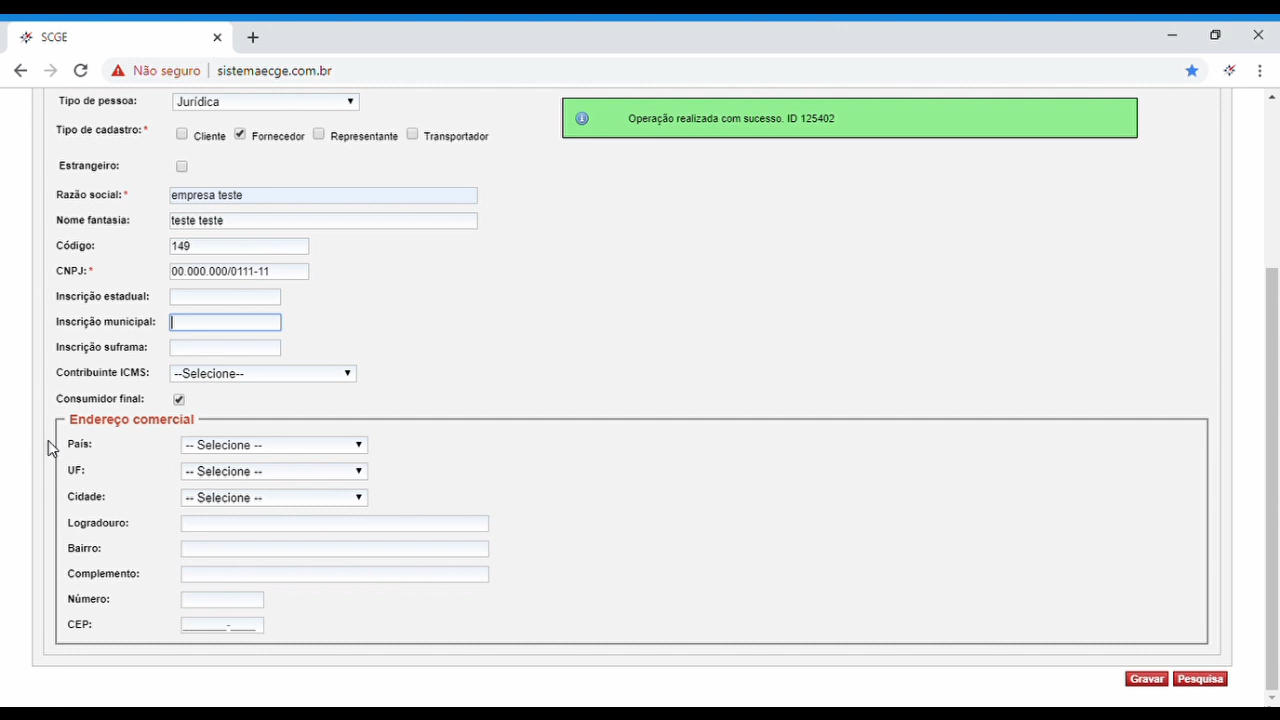 SCGE
Não seguro sistemaecge.com.br
Tipo de pessoa: Jurídica
Operação realizada com sucesso. ID 125402
Tipo de cadastro:* Cliente Fornecedor Representante Transportador
Estrangeiro:
Razão social:* empresa teste
Nome fantasia: teste teste
Código: 149
CNPJ:* 00.000.000/0111-11
Inscrição estadual:
Inscrição municipal:
Inscrição suframa:
Contribuinte ICMS: --Selecione--
Consumidor final:
Endereço comercial
País: -- Selecione --
UF: -- Selecione --
Cidade: -- Selecione --
Logradouro:
Bairro:
Complemento:
Número:
CEP: _____-___
Gravar Pesquisa